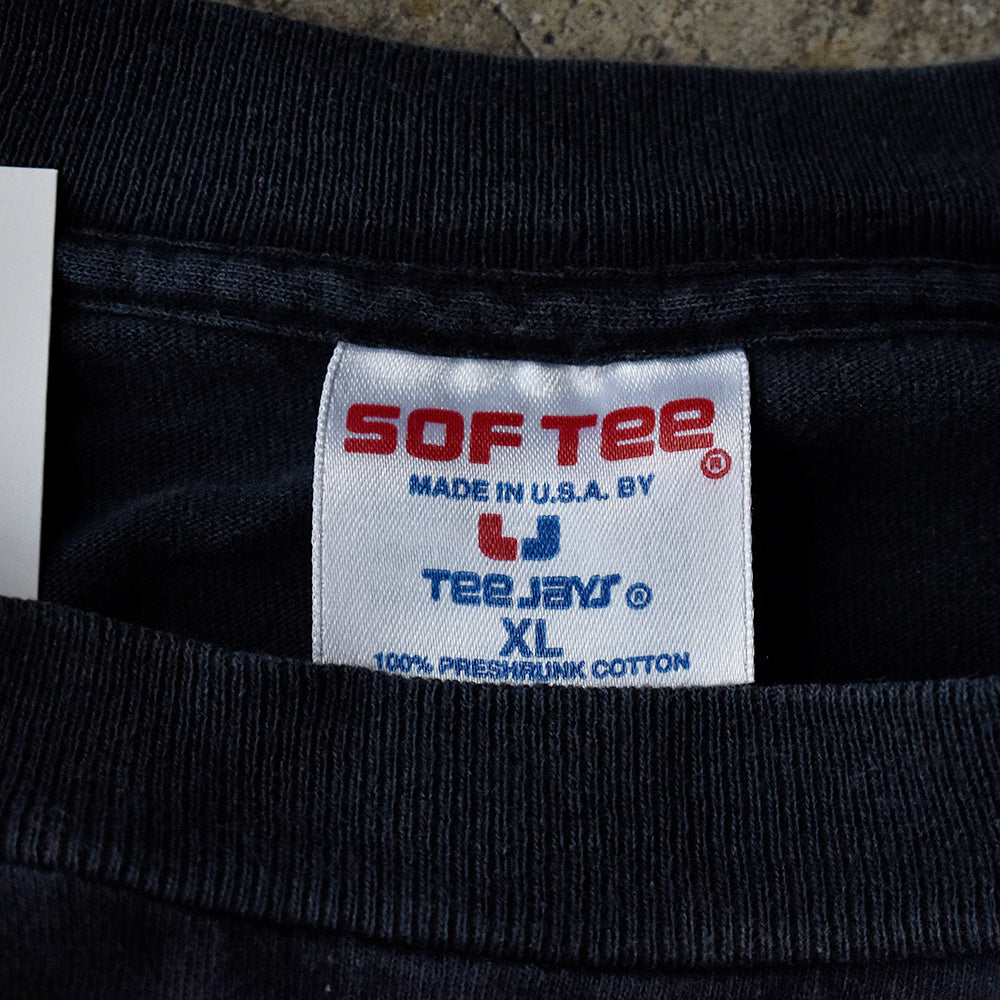 SOF Tee ®
MADE IN U.S.A. BY
Tee Jays ®
XL
100% PRESHRUNK COTTON